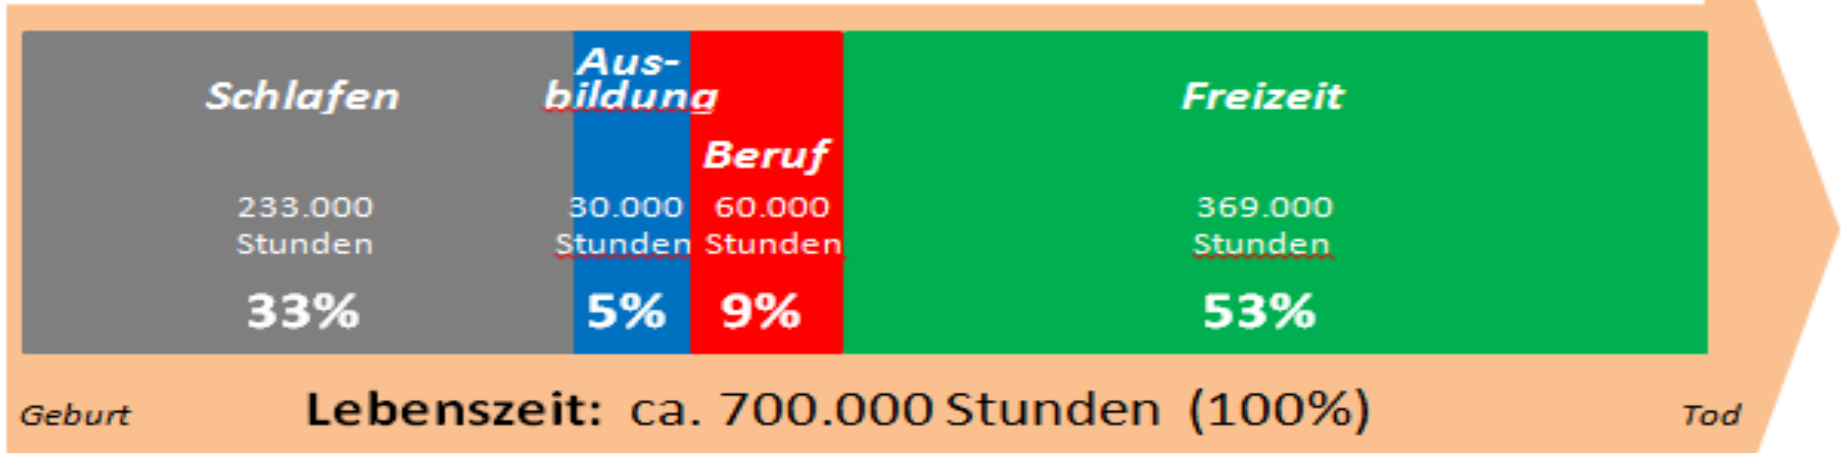 Schlafen
Aus-
bildung
Beruf
Freizeit
233.000
Stunden
30.000
Stunden
60.000
Stunden
369.000
Stunden
33%
5%
9%
53%
Geburt
Lebenszeit: ca. 700.000 Stunden (100%)
Tod